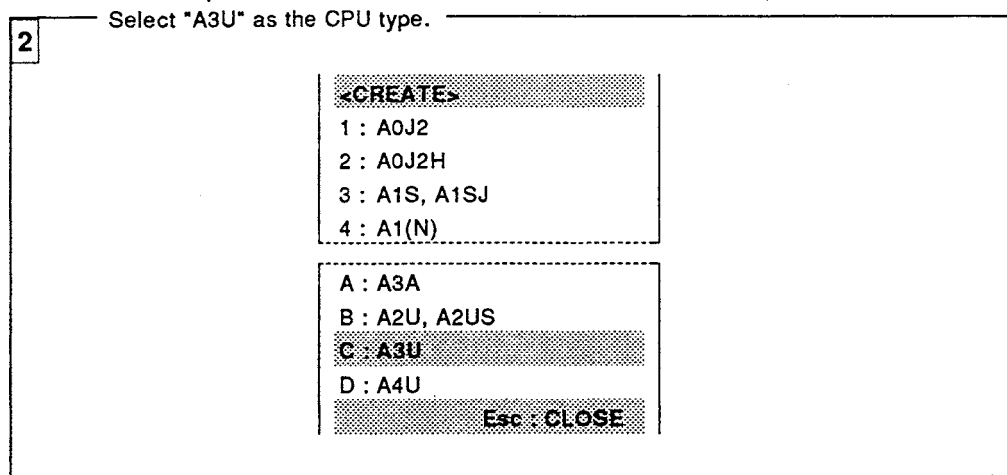 2
Select "A3U" as the CPU type.
<CREATE>
1 : A0J2
2 : A0J2H
3 : A1S, A1SJ
4 : A1(N)
A : A3A
B : A2U, A2US
C : A3U
D : A4U
Esc : CLOSE